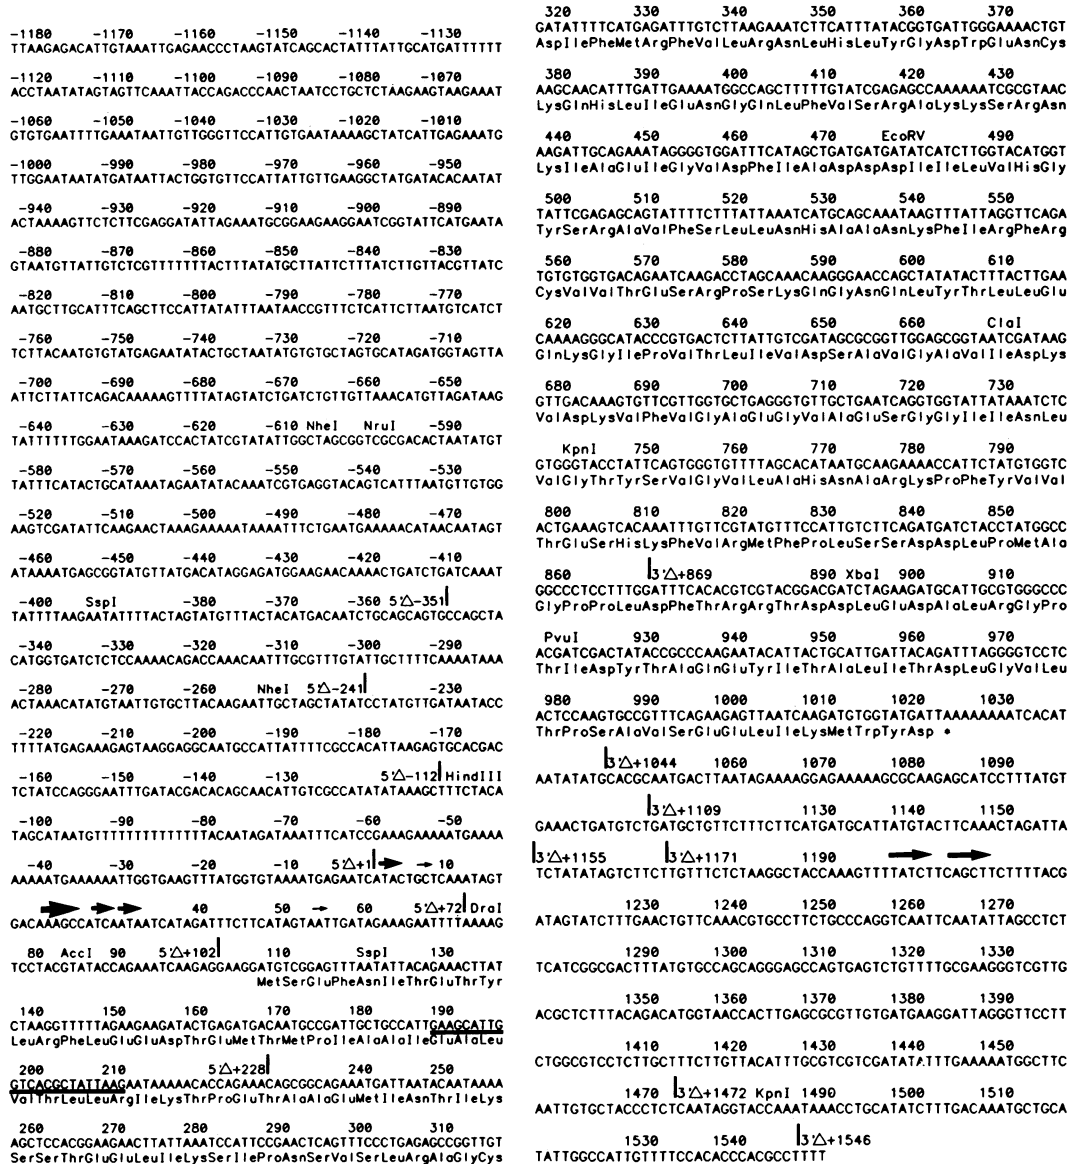 -1180 -1170 -1160 -1150 -1140 -1130
TTAAGAGACATTGTAAATTGAGAACCCTAAGTATCAGCACTATTTATTGCATGATTTTTT
-1120 -1110 -1100 -1090 -1080 -1070
ACCTAATATAGTAGTTCAAATTACCAGACCCAACTAATCCTGCTCTAAGAAGTAAGAAAT
-1060 -1050 -1040 -1030 -1020 -1010
GTGTGAATTTTGAAATAATTGTTGGGTTCCATTGTGAATAAAAGCTATCATTGAGAAATG
-1000 -990 -980 -970 -960 -950
TTGGAATAATATGATAATTACTGGTGTTCCATTATTGTTGAAGGCTATGATACACAATAT
-940 -930 -920 -910 -900 -890
ACTAAAAGTTCTCTTCGAGGATATTAGAAATGCGGAAGAAGGAATCGGTATTCATGAATA
-880 -870 -860 -850 -840 -830
GTAATGTTATTGTCTCGTTTTTTTACTTTATATGCTTATTCTTTATCTTGTTACGTTATC
-820 -810 -800 -790 -780 -770
AATGCTTGCATTTCAGCTTCCATTATATTTAATAACCGTTTCTCATTCTTAATGTCATCT
-760 -750 -740 -730 -720 -710
TCTTACAATGTGTATGAGAATATACTGCTAATATGTGTGCTAGTGCATAGATGGTAGTTA
-700 -690 -680 -670 -660 -650
ATTCTTATTCAGACAAAAAGTTTTATAGTATCTGATCTGTTGTTAAACATGTTAGATAAG
-640 -630 -620 -610 NheI NruI -590
TATTTTTTGGAATAAAGATCCACTATCGTATATTGGCTAGCGGTCGCGACACTAATATGT
-580 -570 -560 -550 -540 -530
TATTTCATACTGCATAAATAGAATATACAAATCGTGAGGTACAGTCATTTAATGTTGTGG
-520 -510 -500 -490 -480 -470
AAGTCGATATTCAAGAACTAAAGAAAAATAAAATTTCTGAATGAAAAACATAACAATAGT
-460 -450 -440 -430 -420 -410
ATAAAATGAGCGGTATGTTATGACATAGGAGATGGAAGAACAAAACTGATCTGATCAAAT
-400 SspI -380 -370 -360 5'△-351
TATTTTAAGAATATTTTACTAGTATGTTTACTACATGACAATCTGCAGCAGTGCCAGCTA
-340 -330 -320 -310 -300 -290
CATGGTGATCTCTCCAAAACAGACCAAACAATTTGCGTTTGTATTGCTTTTCAAAATAAA
-280 -270 -260 NheI 5'△-241 -230
ACTAAACATATGTAATTGTGCTTACAAGAATTGCTAGCTATATCCTATGTTGATAATACC
-220 -210 -200 -190 -180 -170
TTTTATGAGAAAGAGTAAGGAGGCAATGCCATTATTTTCGCCACATTAAGAGTGCACGAC
-160 -150 -140 -130 5'△-112 HindIII
TCTATCCAGGGAATTTGATACGACACAGCAACATTGTCGCCATATATAAAGCTTTCTACA
-100 -90 -80 -70 -60 -50
TAGCATAATGTTTTTTTTTTTTTTTACAATAGATAAATTTCATCCGAAAGAAAAATGAAAA
-40 -30 -20 -10 5'△+1 10
AAAAATGAAAAAATTGGTGAAGTTTATGGTGTAAAATGAGAATCATACTGCTCAAATAGT
40 50 60 5'△+72 DraI
GACAAAGCCATCAATAATCATAGATTTCTTCATAGTAATTGATAGAAAGAATTTTAAAAG
80 AccI 90 5'△+102 110 SspI 130
TCCTACGTATACCAGAAATCAAGAGGAAGGATGTCGGAGTTTAATATTACAGAAACTTAT
MetSerGluPheAsnIleThrGluThrTyr
140 150 160 170 180 190
CTAAGGTTTTTAGAAGAAGATACTGAGATGACAATGCCGATTGCTGCCATTGAAGCATTG
LeuArgPheLeuGluGluAspThrGluMetThrMetProIleAlaAlaIleGluAlaLeu
200 210 5'△+228 240 250
GTCACGCTATTAAGAATAAAAACACCAGAAACAGCGGCAGAAATGATTAATACAATAAAA
ValThrLeuLeuArgIleLysThrProGluThrAlaAlaGluMetIleAsnThrIleLys
260 270 280 290 300 310
AGCTCCACGGAAGAACTTATTAAATCCATTCCGAACTCAGTTTCCCTGAGAGCCGGTTGT
SerSerThrGluGluLeuIleLysSerIleProAsnSerValSerLeuArgAlaGlyCys
320 330 340 350 360 370
GATATTTTCATGAGATTTGTCTTAAGAAATCTTCATTTATACGGTGATTGGGAAAACTGT
AspIlePheMetArgPheValLeuArgAsnLeuHisLeuTyrGlyAspTrpGluAsnCys
380 390 400 410 420 430
AAGCAACATTTGATTGAAAATGGCCAGCTTTTTGTATCGAGAGCCAAAAAATCGCGTAAC
LysGlnHisLeuIleGluAsnGlyGlnLeuPheValSerArgAlaLysLysSerArgAsn
440 450 460 470 EcoRV 490
AAGATTGCAGAAATAGGGGTGGATTTCATAGCTGATGATGATATCATCTTGGTACATGGT
LysIleAlaGluIleGlyValAspPheIleAlaAspAspAspIleIleLeuValHisGly
500 510 520 530 540 550
TATTCGAGAGCAGTATTTTCTTTATTAAATCATGCAGCAAATAAGTTTATTAGGTTCAGA
TyrSerArgAlaValPheSerLeuLeuAsnHisAlaAlaAsnLysPheIleArgPheArg
560 570 580 590 600 610
TGTGTGGTGACAGAATCAAGACCTAGCAAACAAGGGAACCAGCTATATACTTTACTTGAA
CysValValThrGluSerArgProSerLysGlnGlyAsnGlnLeuTyrThrLeuLeuGlu
620 630 640 650 660 ClaI
CAAAAGGGCATACCCGTGACTCTTATTGTCGATAGCGCGGTTGGAGCGGTAATCGATAAG
GlnLysGlyIleProValThrLeuIleValAspSerAlaValGlyAlaValIleAspLys
680 690 700 710 720 730
GTTGACAAAGTGTTCGTTGGTGCTGAGGGTGTTGCTGAATCAGGTGGTATTATAAATCTC
ValAspLysValPheValGlyAlaGluGlyValAlaGluSerGlyGlyIleIleAsnLeu
KpnI 750 760 770 780 790
GTGGGTACCTATTCAGTGGGTGTTTTAGCACATAATGCAAGAAAACCATTCTATGTGGTC
ValGlyThrTyrSerValGlyValLeuAlaHisAsnAlaArgLysProPheTyrValVal
800 810 820 830 840 850
ACTGAAAGTCACAAATTTGTTCGTATGTTTCCATTGTCTTCAGATGATCTACCTATGGCC
ThrGluSerHisLysPheValArgMetPheProLeuSerSerAspAspLeuProMetAla
860 3'△+869 890 XbaI 900 910
GGCCCTCCTTTGGATTTCACACGTCGTACGGACGATCTAGAAGATGCATTGCGTGGGCCC
GlyProProLeuAspPheThrArgArgThrAspAspLeuGluAspAlaLeuArgGlyPro
PvuI 930 940 950 960 970
ACGATCGACTATACCGCCCAAGAATACATTACTGCATTGATTACAGATTTAGGGGTCCTC
ThrIleAspTyrThrAlaGlnGluTyrIleThrAlaLeuIleThrAspLeuGlyValLeu
980 990 1000 1010 1020 1030
ACTCCAAGTGCCGTTTCAGAAGAGTTAATCAAGATGTGGTATGATTAAAAAAAATCACAT
ThrProSerAlaValSerGluGluLeuIleLysMetTrpTyrAsp *
3'△+1044 1060 1070 1080 1090
AATATATGCACGCAATGACTTAATAGAAAAGGAGAAAAAGCGCAAGAGCATCCTTTATGT
3'△+1109 1130 1140 1150
GAAACTGATGTCTGATGCTGTTCTTTCTTCATGATGCATTATGTACTTCAAACTAGATTA
3'△+1155 3'△+1171 1190
TCTATATAGTCTTCTTGTTTCTCTAAGGCTACCAAAGTTTTATCTTCAGCTTCTTTTACG
1230 1240 1250 1260 1270
ATAGTATCTTTGAACTGTTCAAACGTGCCTTCTGCCCAGGTCAATTCAATATTAGCCTCT
1290 1300 1310 1320 1330
TCATCGGCGACTTTATGTGCCAGCAGGGAGCCAGTGAGTCTGTTTTGCGAAGGGTCGTTG
1350 1360 1370 1380 1390
ACGCTCTTTACAGACATGGTAACCACTTGAGCGCGTTGTGATGAAGGATTAGGGTTCCTT
1410 1420 1430 1440 1450
CTGGCGTCCTCTTGCTTTCTTGTTACATTTGCGTCGTCGATATATTTGAAAAATGGCTTC
1470 3'△+1472 KpnI 1490 1500 1510
AATTGTGCTACCCTCTCAATAGGTACCAAATAAACCTGCATATCTTTGACAAATGCTGCA
1530 1540 3'△+1546
TATTGGCCATTGTTTTCCACACCCACGCCTTTT